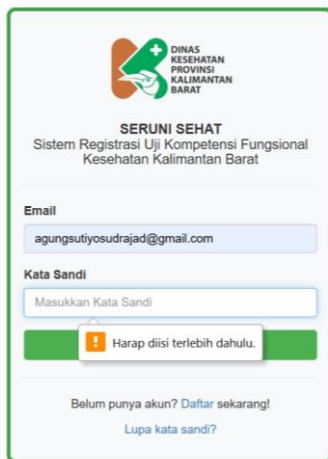 DINAS
KESEHATAN
PROVINSI
KALIMANTAN
BARAT
SERUNI SEHAT
Sistem Registrasi Uji Kompetensi Fungsional
Kesehatan Kalimantan Barat
Email
agungsutiyosudrajad@gmail.com
Kata Sandi
Masukkan Kata Sandi
! Harap diisi terlebih dahulu.
Belum punya akun? Daftar sekarang!
Lupa kata sandi?